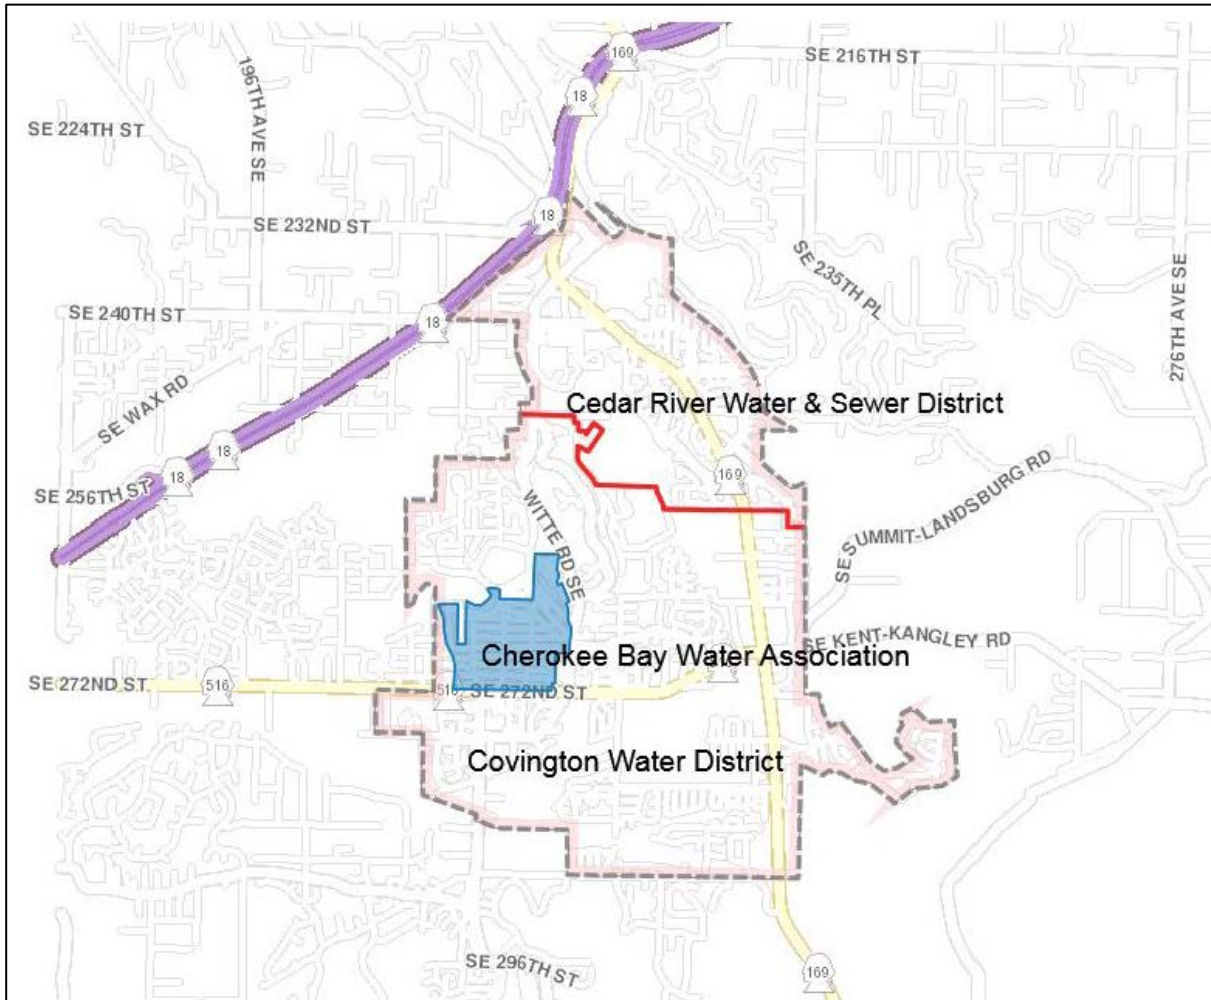 169
SE 216TH ST
18
196TH AVE SE
SE 224TH ST
18
SE 232ND ST
SE 235TH PL
276TH AVE SE
SE 240TH ST
18
SE WAX RD
Cedar River Water & Sewer District
18
18
169
SE SUMMIT-LANDSBURG RD
SE 256TH ST
WITTE RD SE
SE KENT-KANGLEY RD
Cherokee Bay Water Association
SE 272ND ST
516
516
SE 272ND ST
Covington Water District
SE 296TH ST
169